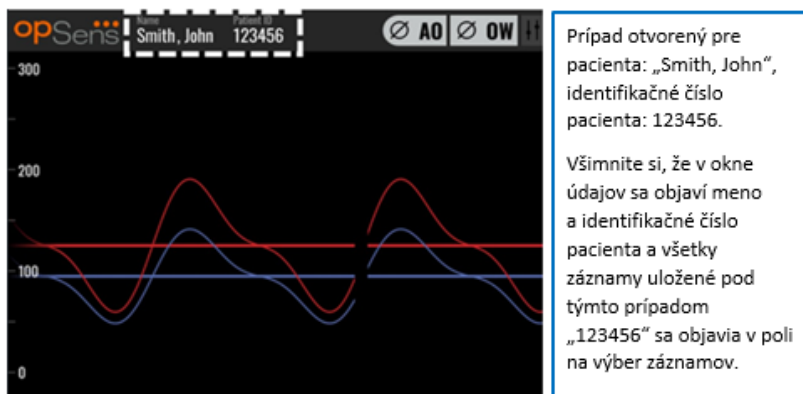 opSens
Name Patient ID
Smith, John 123456
Ø AO Ø OW
300
200
100
0
Prípad otvorený pre
pacienta: „Smith, John“,
identifikačné číslo
pacienta: 123456.
Všimnite si, že v okne
údajov sa objaví meno
a identifikačné číslo
pacienta a všetky
záznamy uložené pod
týmto prípadom
„123456“ sa objavia v poli
na výber záznamov.